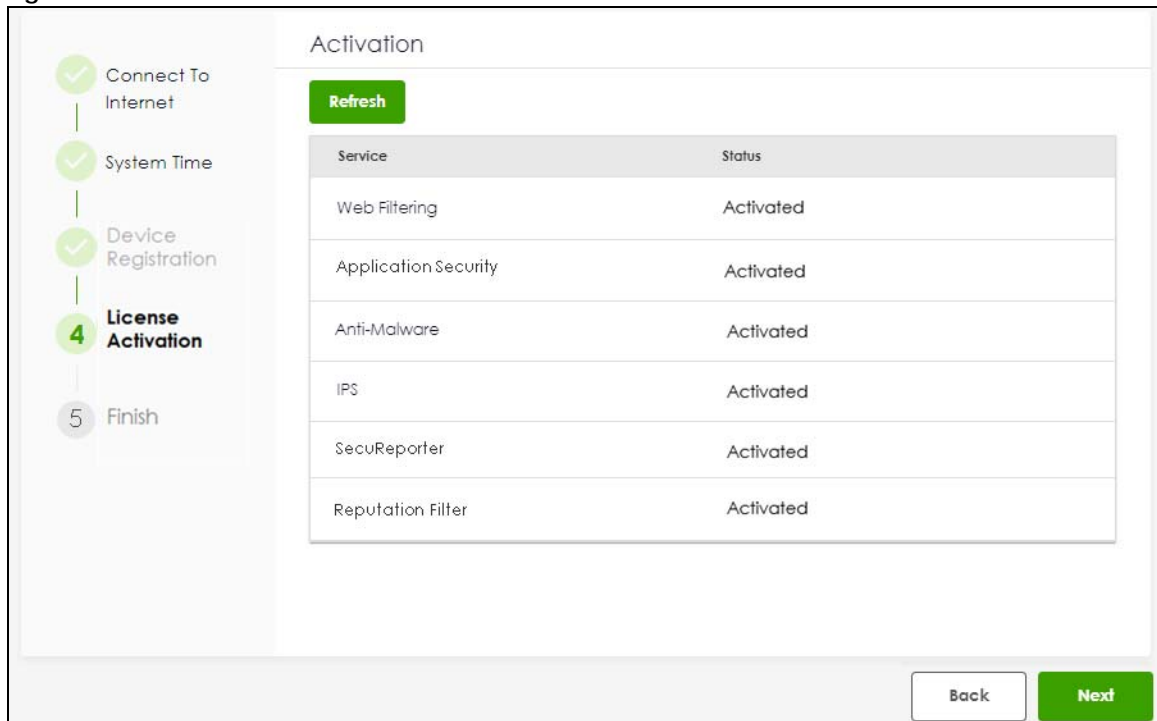 Activation
Connect To
Internet
System Time
Device
Registration
4 License
Activation
5 Finish
Refresh
Service Status
Web Filtering Activated
Application Security Activated
Anti-Malware Activated
IPS Activated
SecuReporter Activated
Reputation Filter Activated
Back Next